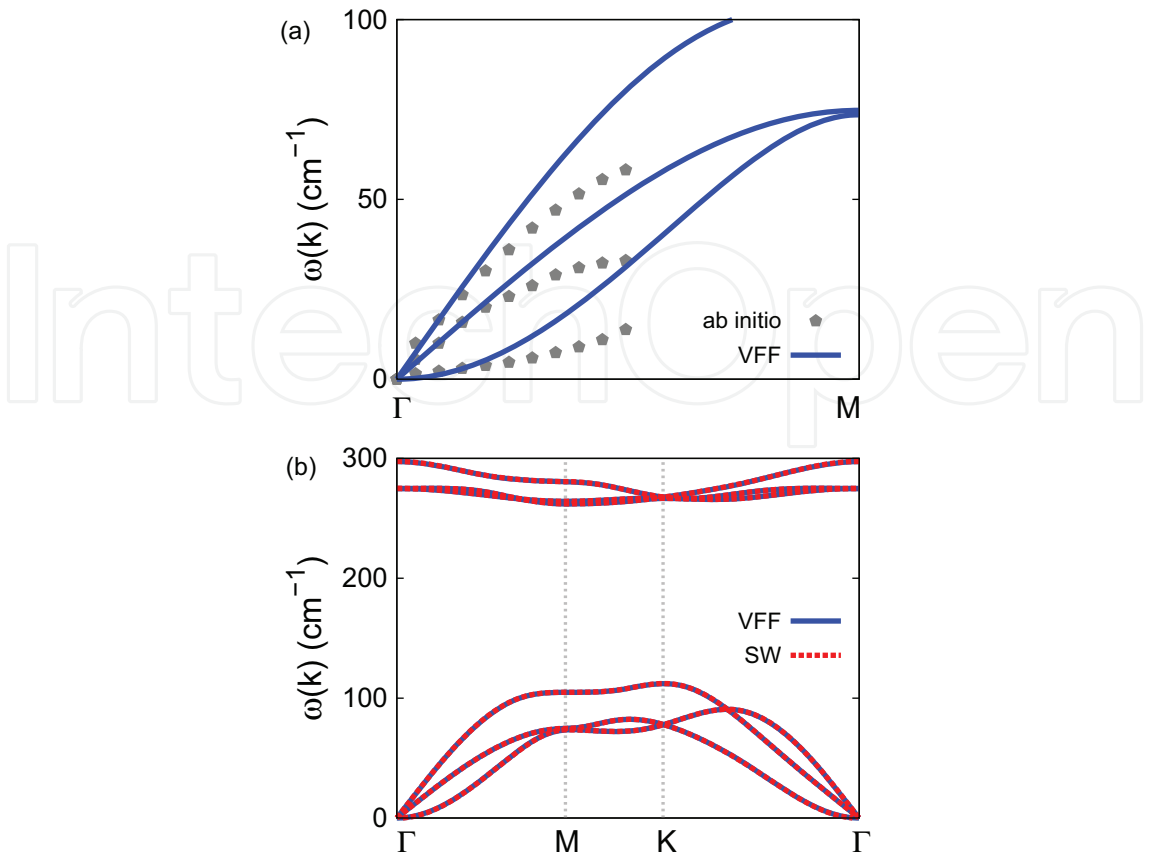 (a)
100
50
0
ω(k) (cm⁻¹)
ab initio
VFF
Γ
M
IntechOpen
(b)
300
200
100
0
ω(k) (cm⁻¹)
VFF
SW
Γ
M
K
Γ